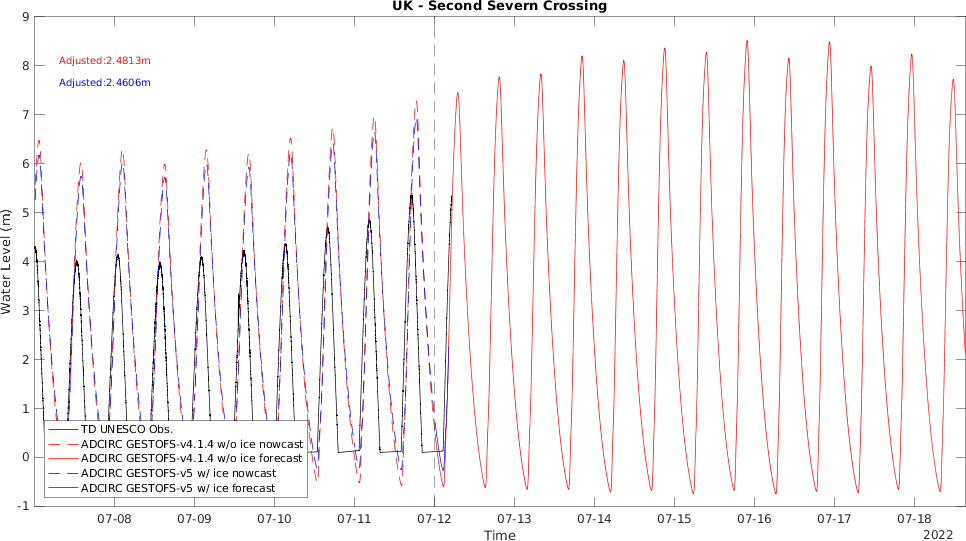 UK - Second Severn Crossing
Adjusted:2.4813m
Adjusted:2.4606m
Water Level (m)
9
8
7
6
5
4
3
2
1
0
-1
TD UNESCO Obs.
ADCIRC GESTOFS-v4.1.4 w/o ice nowcast
ADCIRC GESTOFS-v4.1.4 w/o ice forecast
ADCIRC GESTOFS-v5 w/ ice nowcast
ADCIRC GESTOFS-v5 w/ ice forecast
07-08 07-09 07-10 07-11 07-12 07-13 07-14 07-15 07-16 07-17 07-18
Time
2022